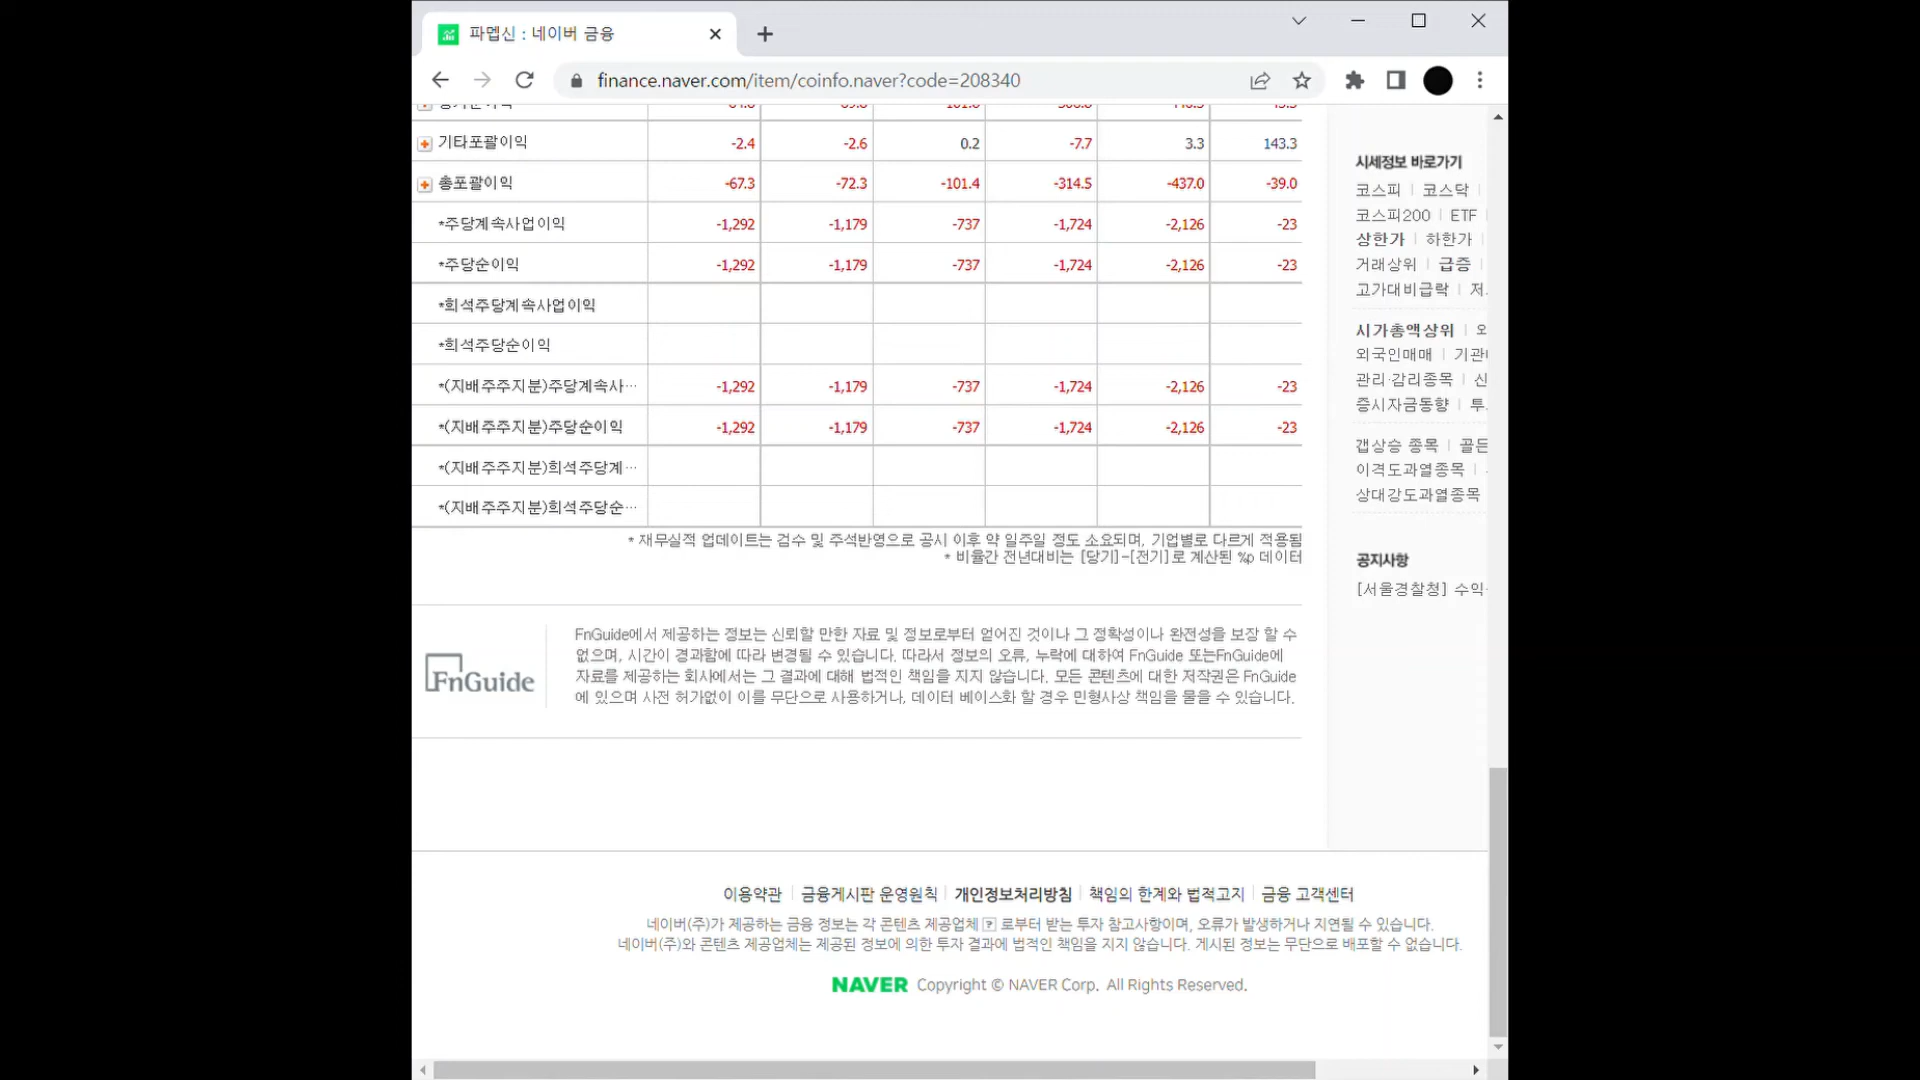 파멥신 : 네이버 금융
finance.naver.com/item/coinfo.naver?code=208340
기타포괄이익 -2.4 -2.6 0.2 -7.7 3.3 143.3
총포괄이익 -67.3 -72.3 -101.4 -314.5 -437.0 -39.0
*주당계속사업이익 -1,292 -1,179 -737 -1,724 -2,126 -23
*주당순이익 -1,292 -1,179 -737 -1,724 -2,126 -23
*희석주당계속사업이익
*희석주당순이익
*(지배주주지분)주당계속사… -1,292 -1,179 -737 -1,724 -2,126 -23
*(지배주주지분)주당순이익 -1,292 -1,179 -737 -1,724 -2,126 -23
*(지배주주지분)희석주당계…
*(지배주주지분)희석주당순…
* 재무실적 업데이트는 검수 및 주석반영으로 공시 이후 약 일주일 정도 소요되며, 기업별로 다르게 적용됨
* 비율간 전년대비는 [당기]-[전기]로 계산된 %p 데이터
FnGuide
FnGuide에서 제공하는 정보는 신뢰할 만한 자료 및 정보로부터 얻어진 것이나 그 정확성이나 완전성을 보장 할 수
없으며, 시간이 경과함에 따라 변경될 수 있습니다. 따라서 정보의 오류, 누락에 대하여 FnGuide 또는FnGuide에
자료를 제공하는 회사에서는 그 결과에 대해 법적인 책임을 지지 않습니다. 모든 콘텐츠에 대한 저작권은 FnGuide
에 있으며 사전 허가없이 이를 무단으로 사용하거나, 데이터 베이스화 할 경우 민형사상 책임을 물을 수 있습니다.
시세정보 바로가기
코스피 코스닥
코스피200 ETF
상한가 하한가
거래상위 급증
고가대비급락 저
시가총액상위 외
외국인매매 기관
관리·감리종목 신
증시자금동향 투
갭상승 종목 골든
이격도과열종목
상대강도과열종목
공지사항
[서울경찰청] 수익
이용약관 금융게시판 운영원칙 개인정보처리방침 책임의 한계와 법적고지 금융 고객센터
네이버(주)가 제공하는 금융 정보는 각 콘텐츠 제공업체 ? 로부터 받는 투자 참고사항이며, 오류가 발생하거나 지연될 수 있습니다.
네이버(주)와 콘텐츠 제공업체는 제공된 정보에 의한 투자 결과에 법적인 책임을 지지 않습니다. 게시된 정보는 무단으로 배포할 수 없습니다.
NAVER Copyright © NAVER Corp. All Rights Reserved.